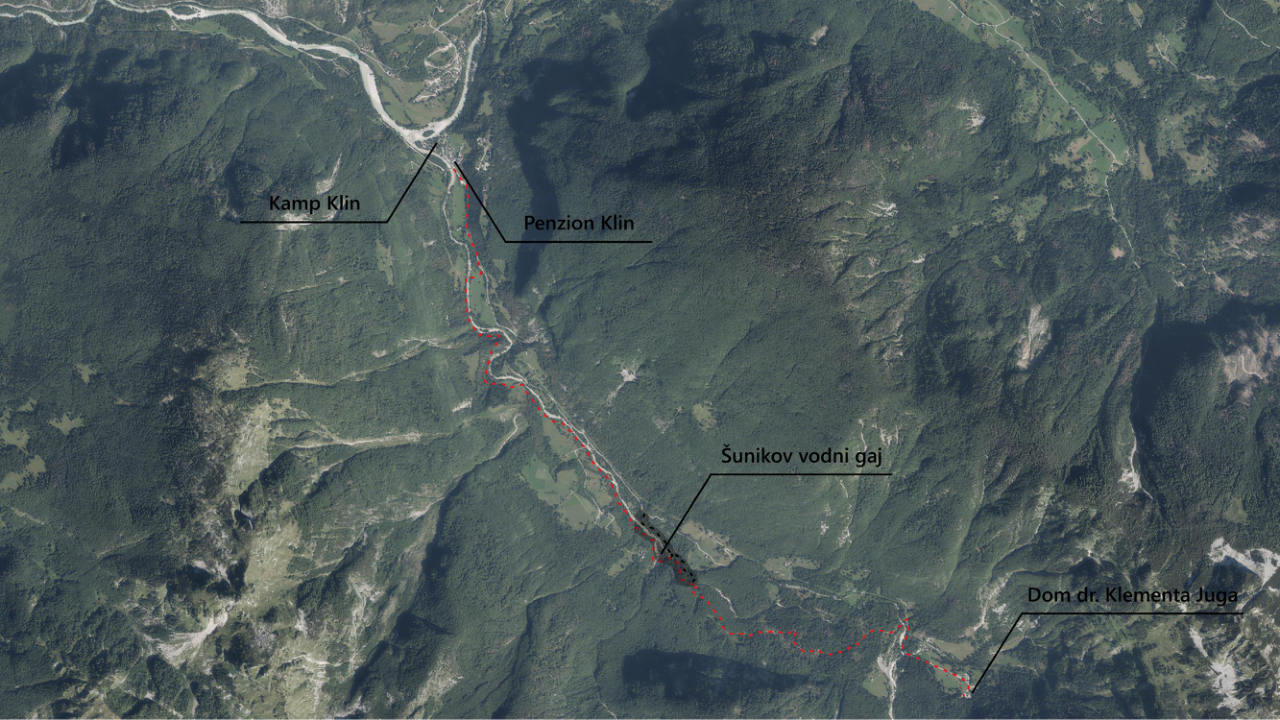 Kamp Klin
Penzion Klin
Šunikov vodni gaj
Dom dr. Klementa Juga